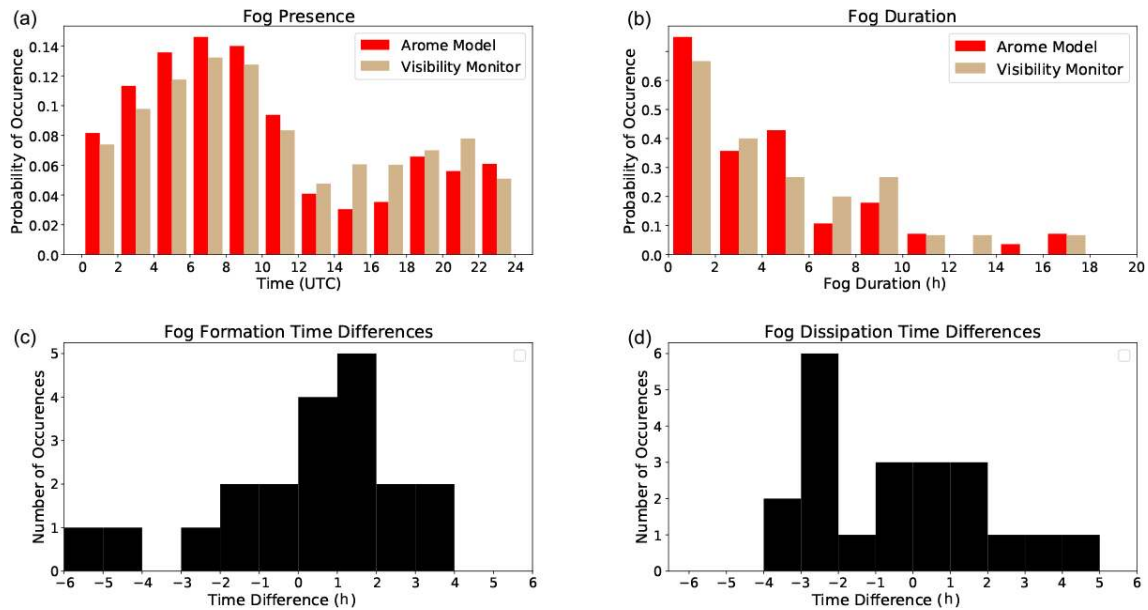 (a)
Fog Presence
Probability of Occurence
0.14
0.12
0.10
0.08
0.06
0.04
0.02
0.0
Arome Model
Visibility Monitor
0 2 4 6 8 10 12 14 16 18 20 22 24
Time (UTC)
(b)
Fog Duration
Probability of Occurence
0.6
0.5
0.4
0.3
0.2
0.1
0.0
Arome Model
Visibility Monitor
0 2 4 6 8 10 12 14 16 18 20
Fog Duration (h)
(c)
Fog Formation Time Differences
Number of Occurences
5
4
3
2
1
0
−6 −5 −4 −3 −2 −1 0 1 2 3 4 5 6
Time Difference (h)
(d)
Fog Dissipation Time Differences
Number of Occurences
6
5
4
3
2
1
0
−6 −5 −4 −3 −2 −1 0 1 2 3 4 5 6
Time Difference (h)